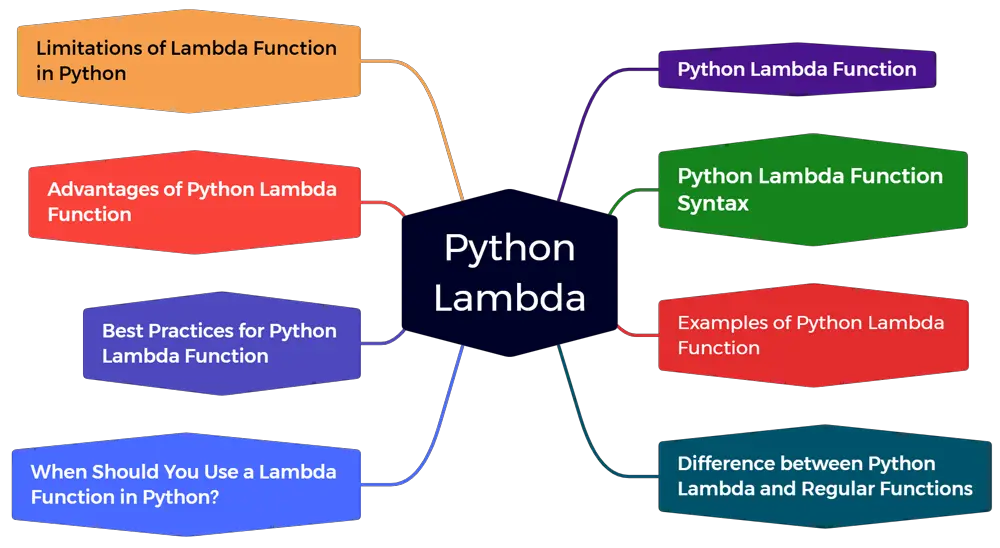 Limitations of Lambda Function
in Python
Advantages of Python Lambda
Function
Best Practices for Python
Lambda Function
When Should You Use a Lambda
Function in Python?
Python
Lambda
Python Lambda Function
Python Lambda Function
Syntax
Examples of Python Lambda
Function
Difference between Python
Lambda and Regular Functions